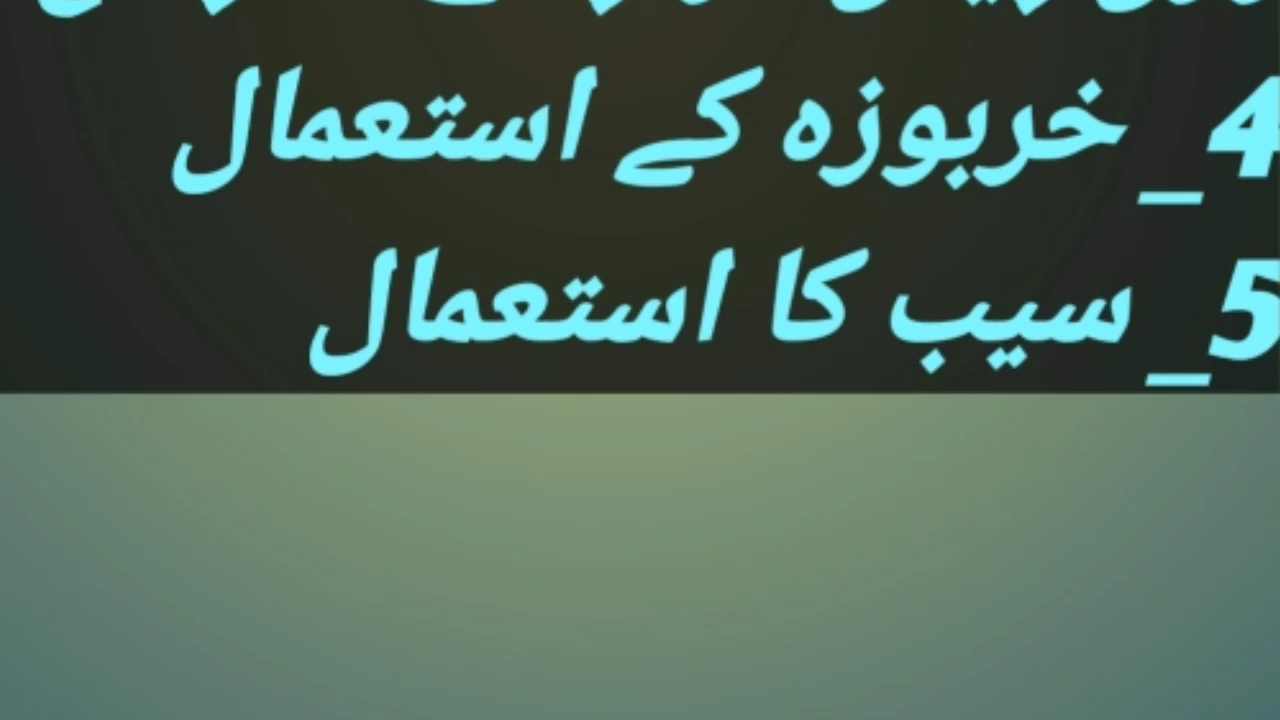 4_ خربوزہ کے استعمال
5_ سیب کا استعمال